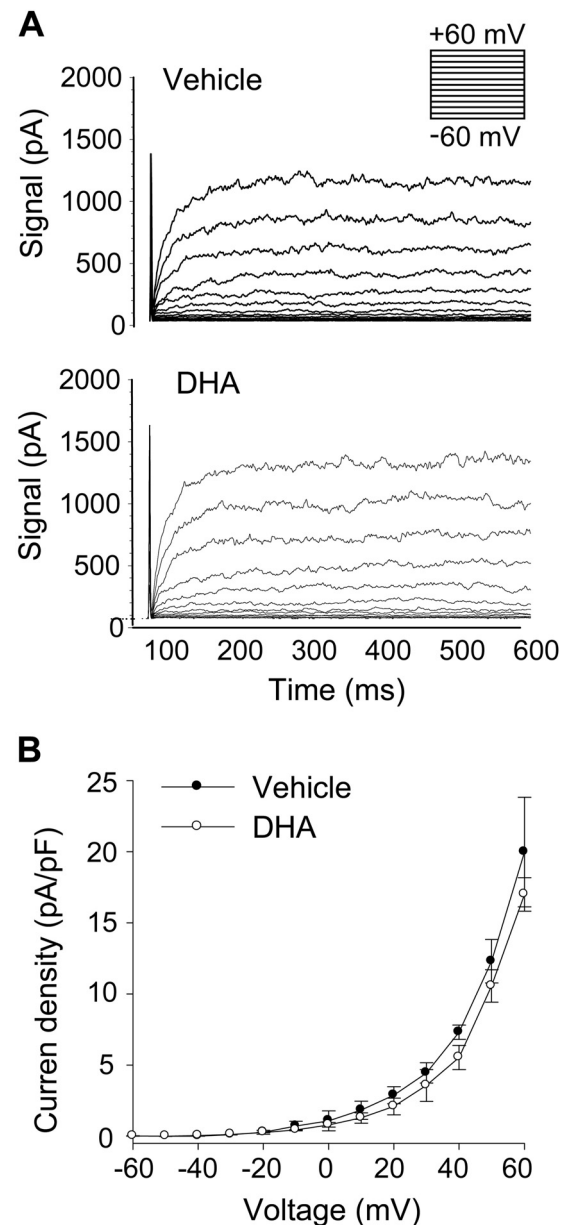 A
+60 mV
-60 mV
Vehicle
Signal (pA)
2000
1500
1000
500
0
DHA
Signal (pA)
2000
1500
1000
500
0
100 200 300 400 500 600
Time (ms)
B
Vehicle
DHA
Curren density (pA/pF)
25
20
15
10
5
0
-60 -40 -20 0 20 40 60
Voltage (mV)